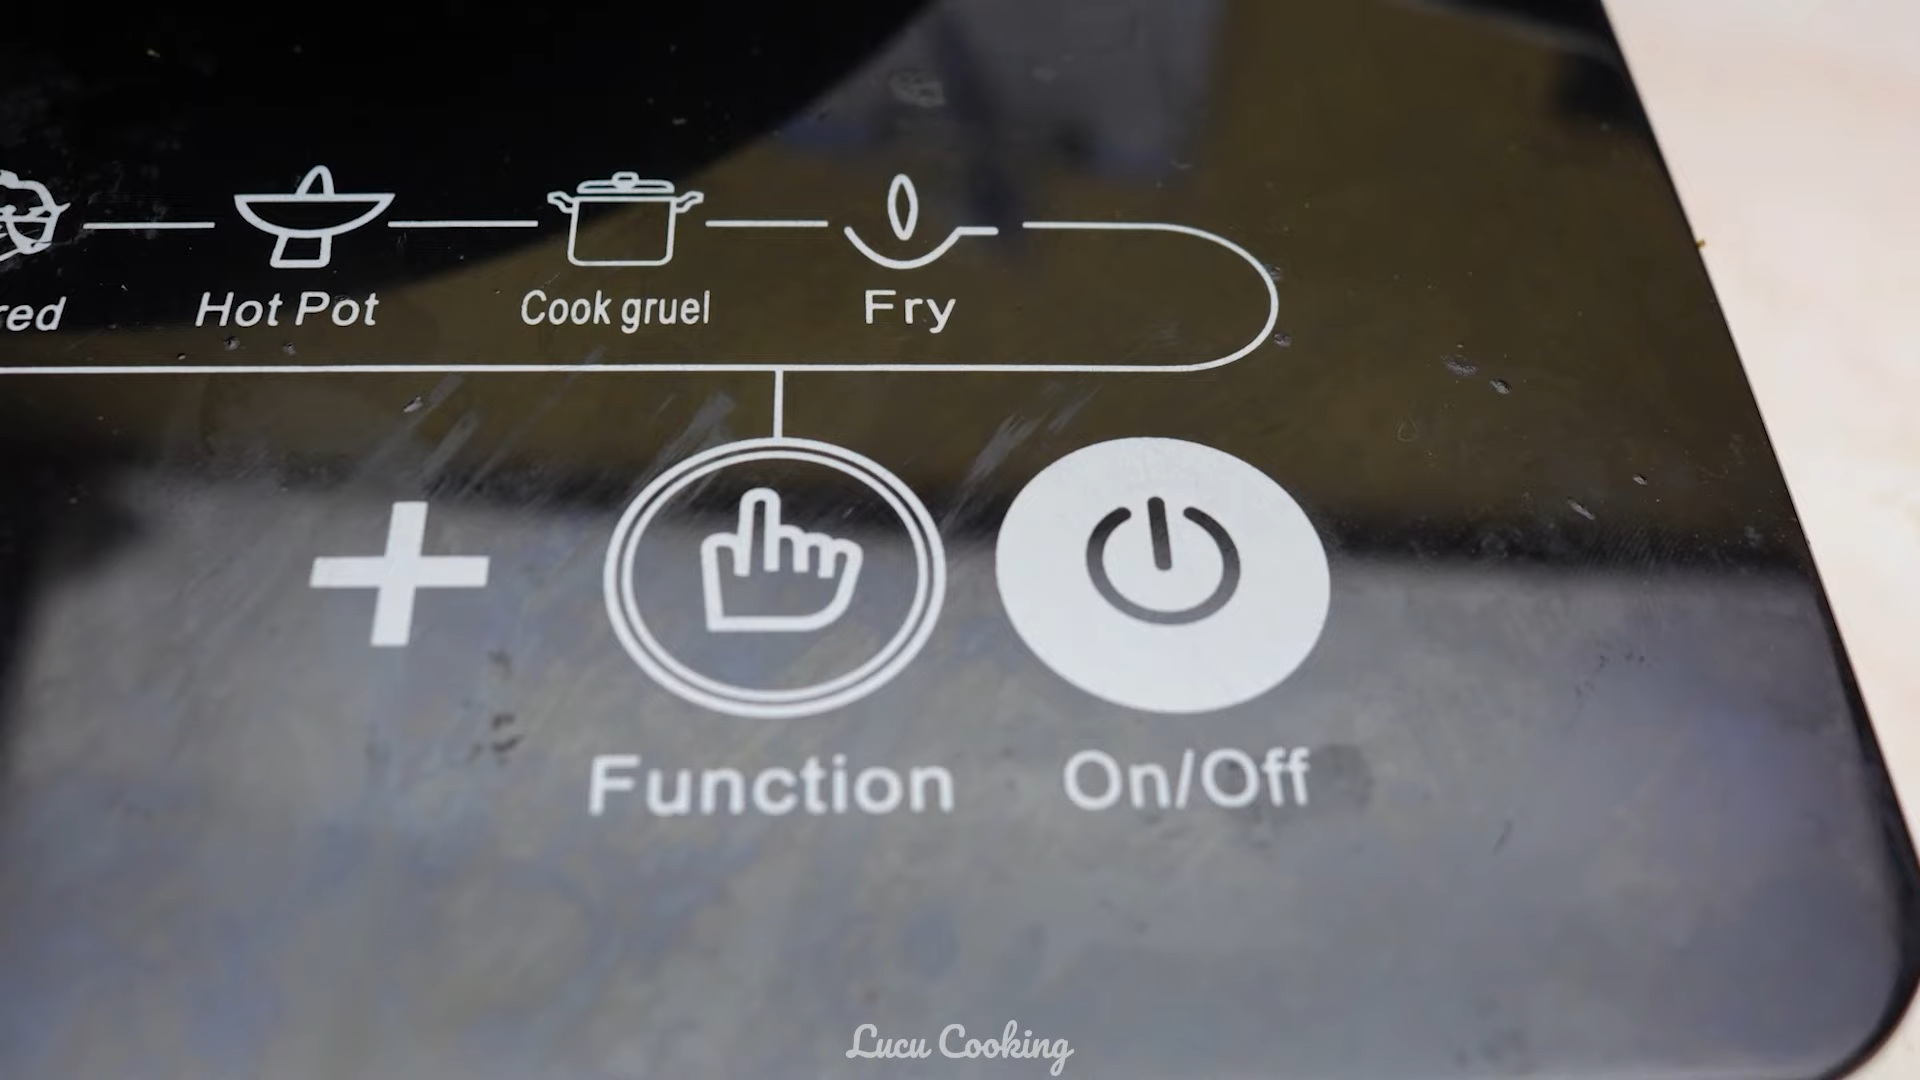 Hot Pot
Cook gruel
Fry
Function
On/Off
Lucu Cooking